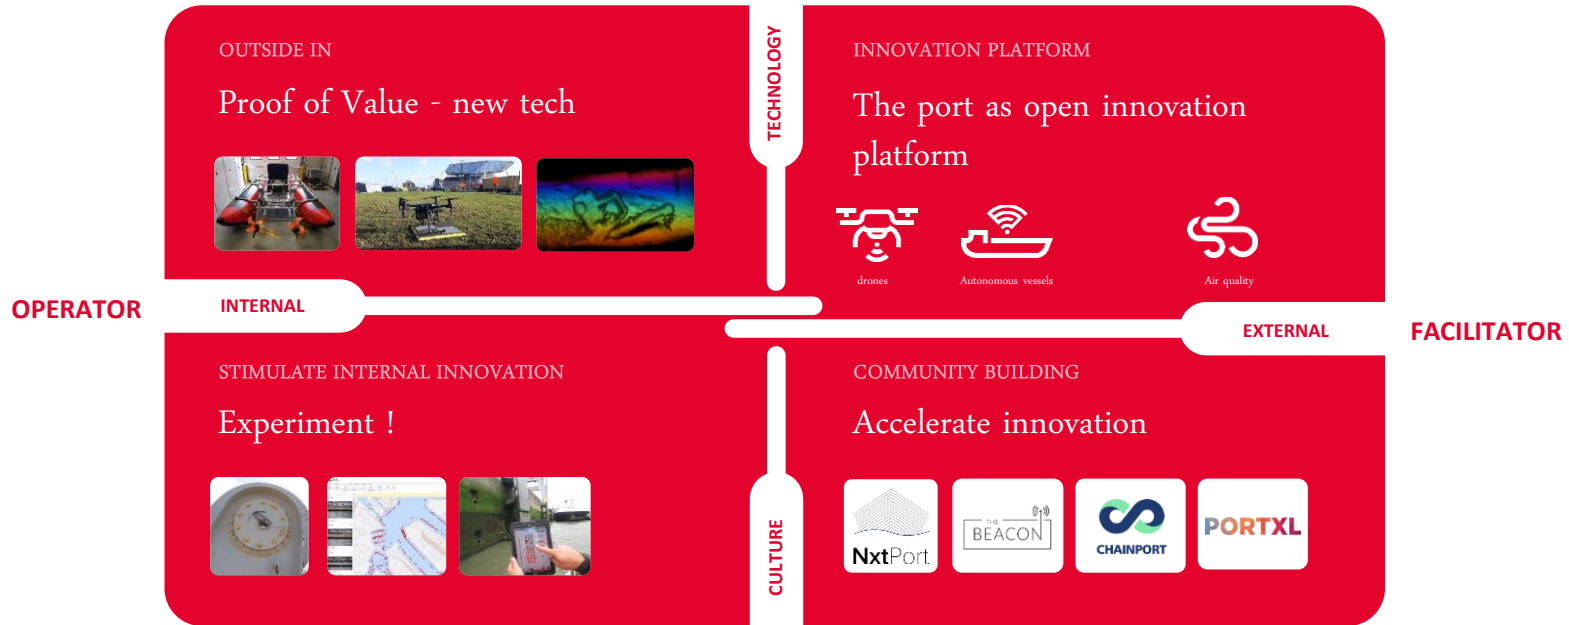 OUTSIDE IN
Proof of Value - new tech
TECHNOLOGY
INNOVATION PLATFORM
The port as open innovation
platform
drones
Autonomous vessels
Air quality
OPERATOR
INTERNAL
EXTERNAL
FACILITATOR
STIMULATE INTERNAL INNOVATION
Experiment !
CULTURE
COMMUNITY BUILDING
Accelerate innovation
NxtPort
THE
BEACON
CHAINPORT
PORTXL